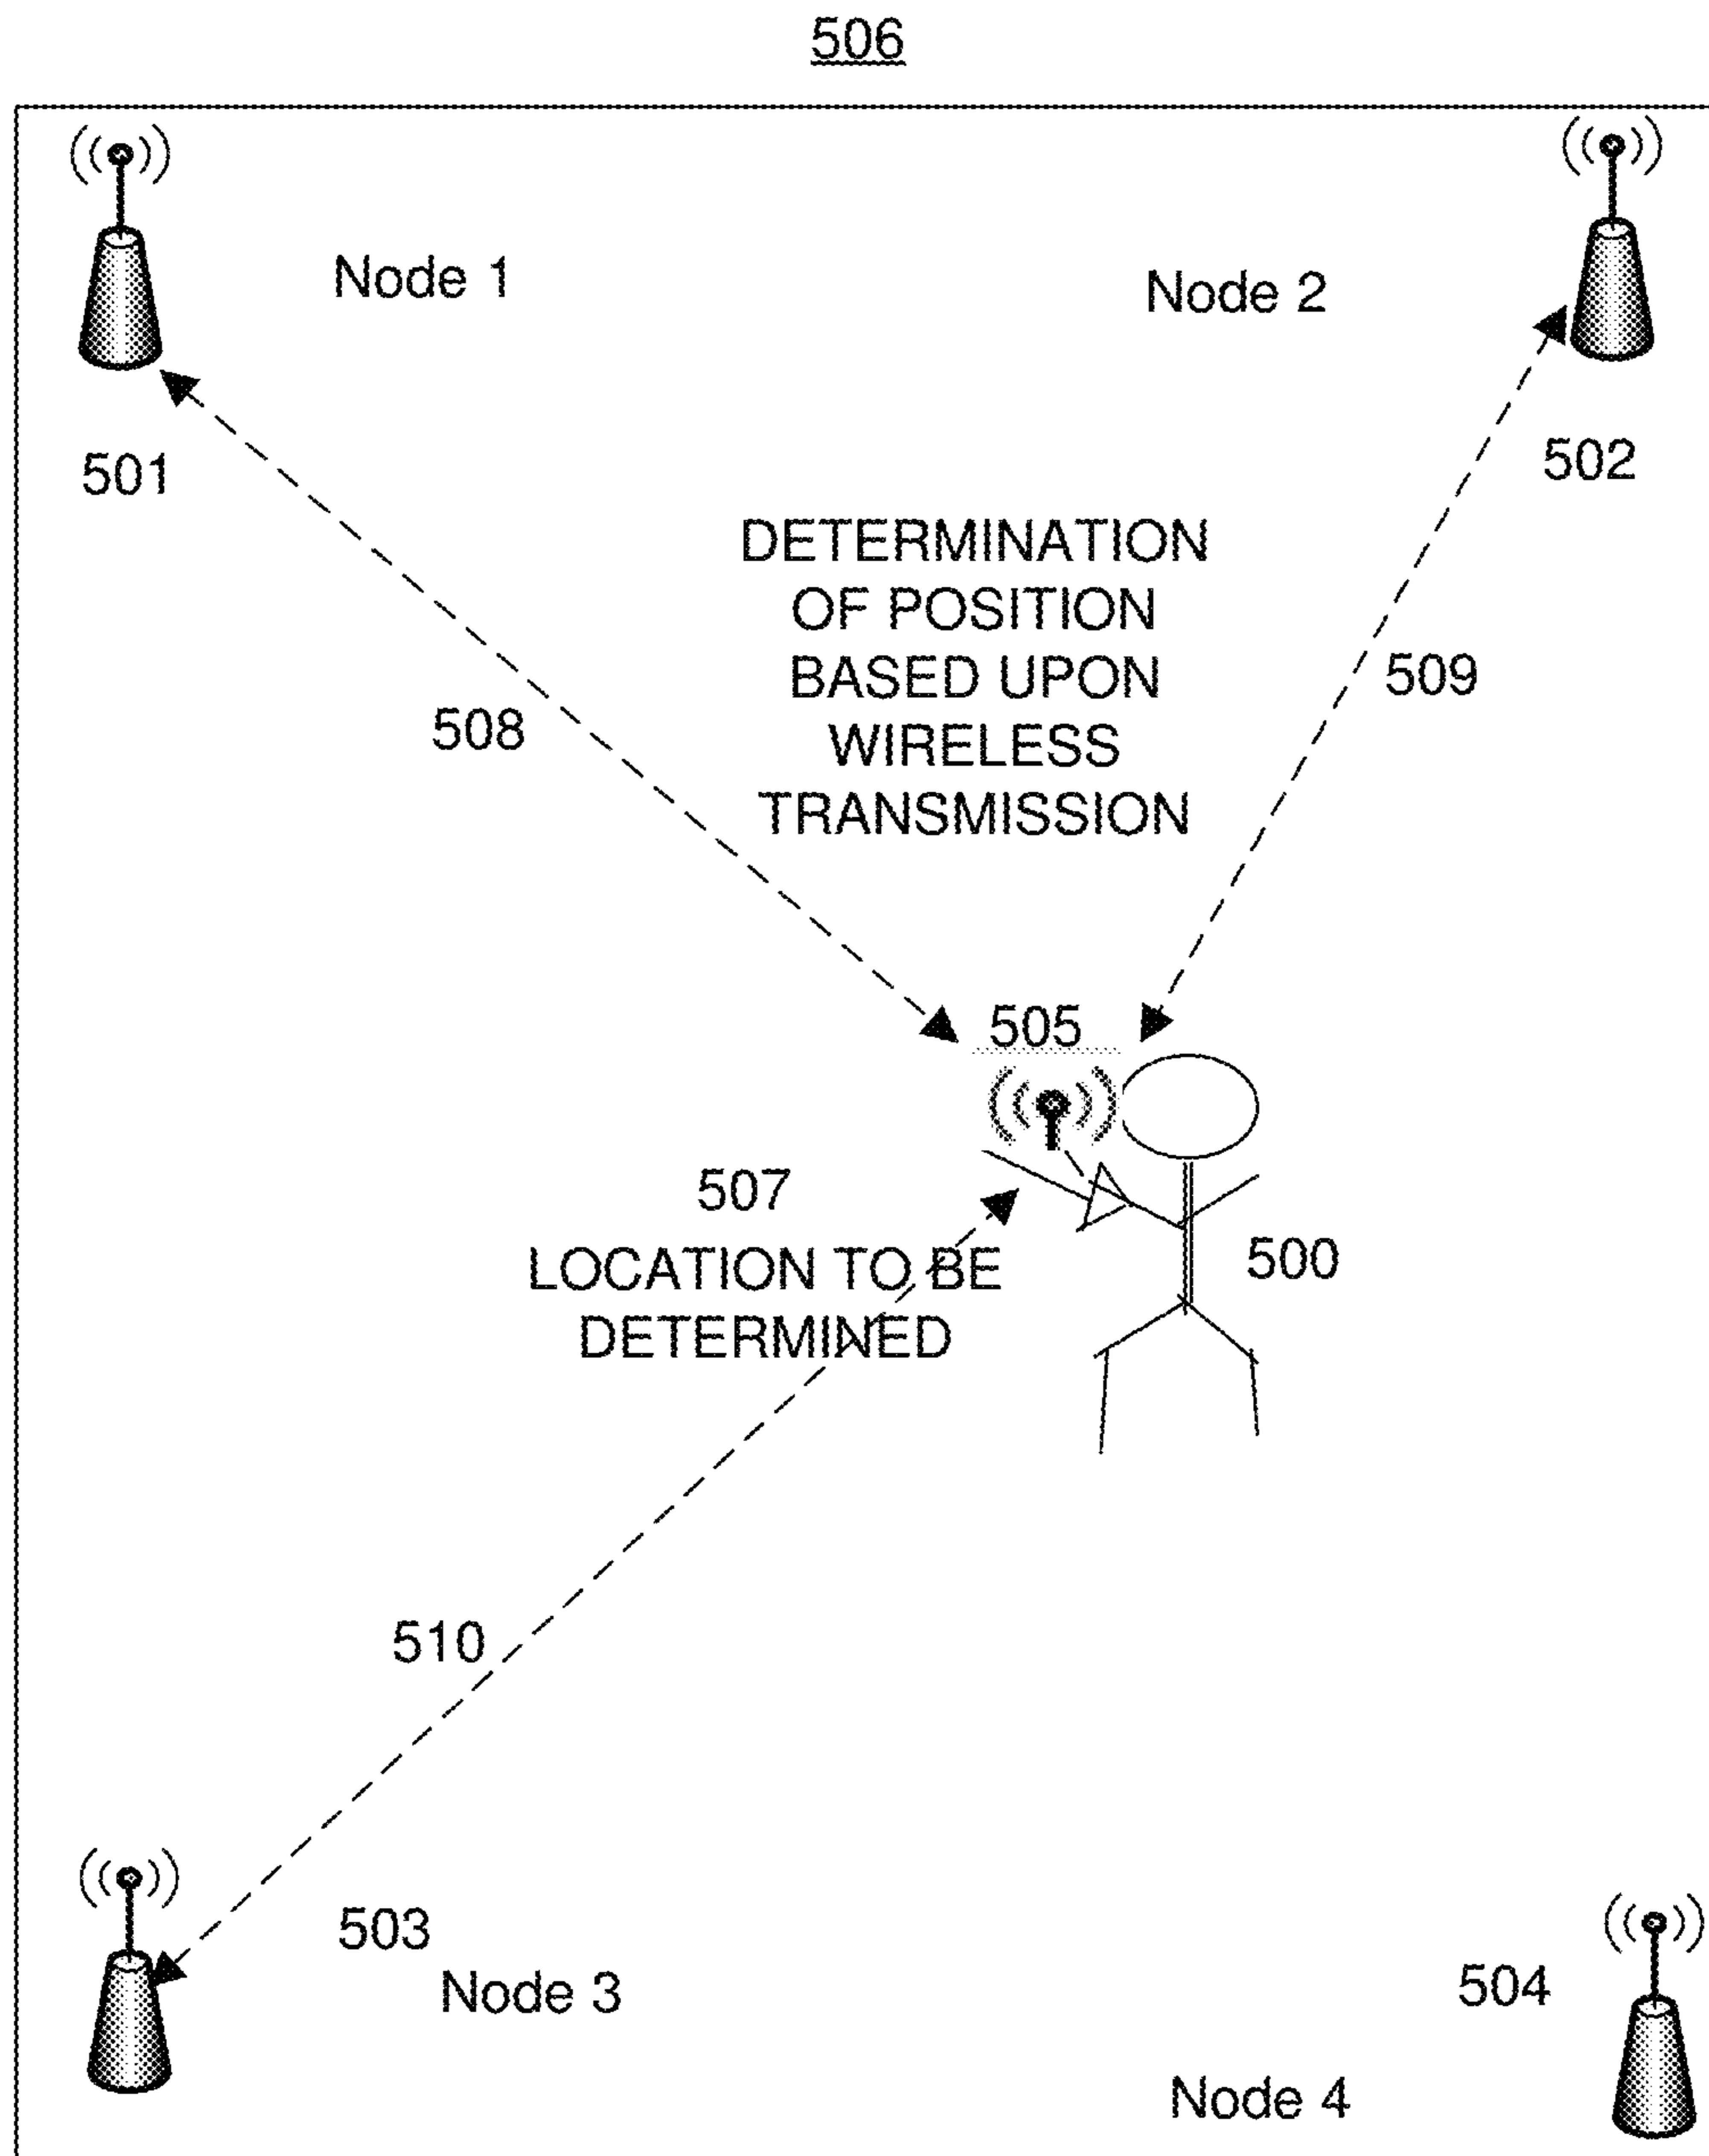 506
Node 1
Node 2
501
502
DETERMINATION
OF POSITION
BASED UPON
WIRELESS
TRANSMISSION
508
509
505
507
LOCATION TO BE
DETERMINED
500
510
503
Node 3
504
Node 4